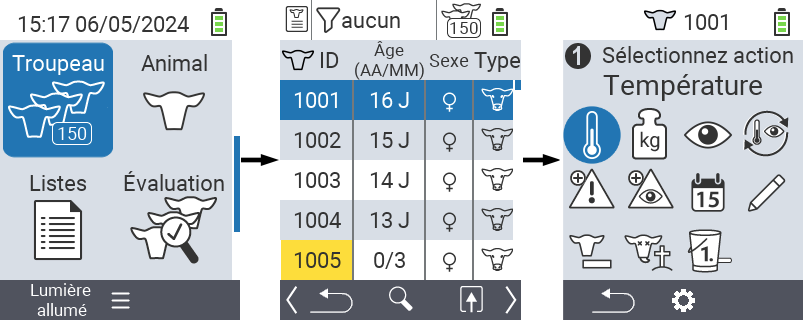 15:17 06/05/2024
Troupeau
Animal
150
Listes
Évaluation
Lumière
allumé
aucun
150
ID
Âge
(AA/MM)
Sexe
Type
1001 16 J ♀
1002 15 J ♀
1003 14 J ♀
1004 13 J ♀
1005 0/3 ♀
1001
1 Sélectionnez action
Température
kg
15
1.